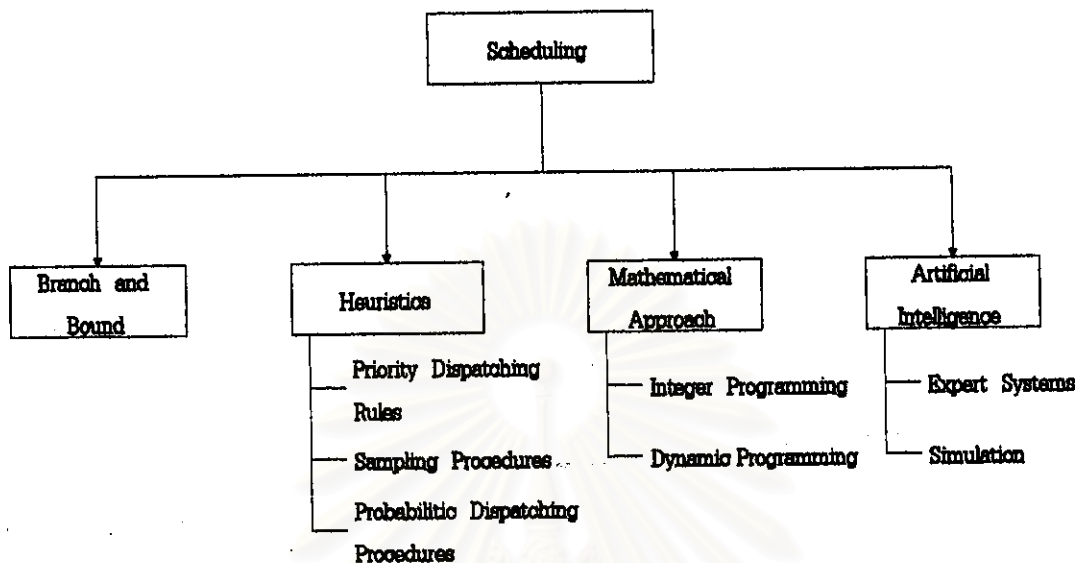 Scheduling
Branch and
Bound
Heuristics
Mathematical
Approach
Artificial
Intelligence
Priority Dispatching
Rules
Sampling Procedures
Probabilitic Dispatching
Procedures
Integer Programming
Dynamic Programming
Expert Systems
Simulation